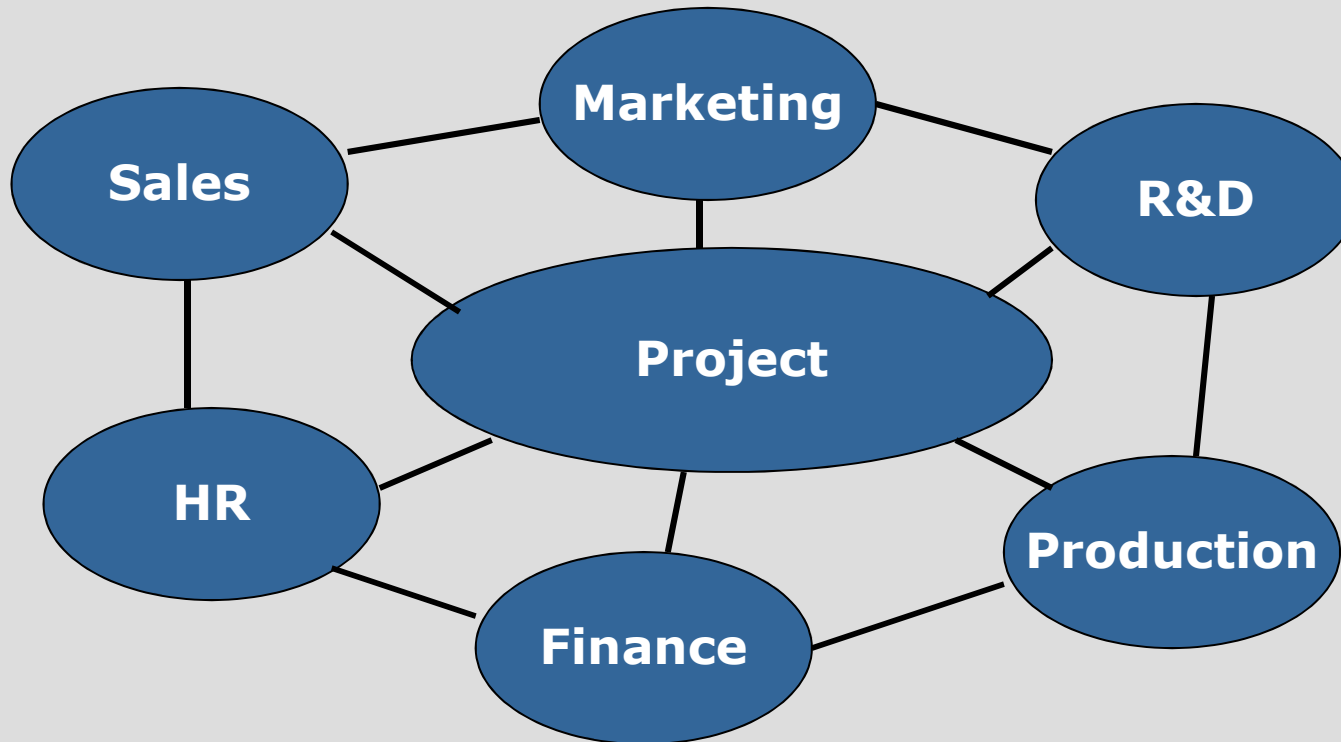 Marketing
Sales
R&D
Project
HR
Production
Finance